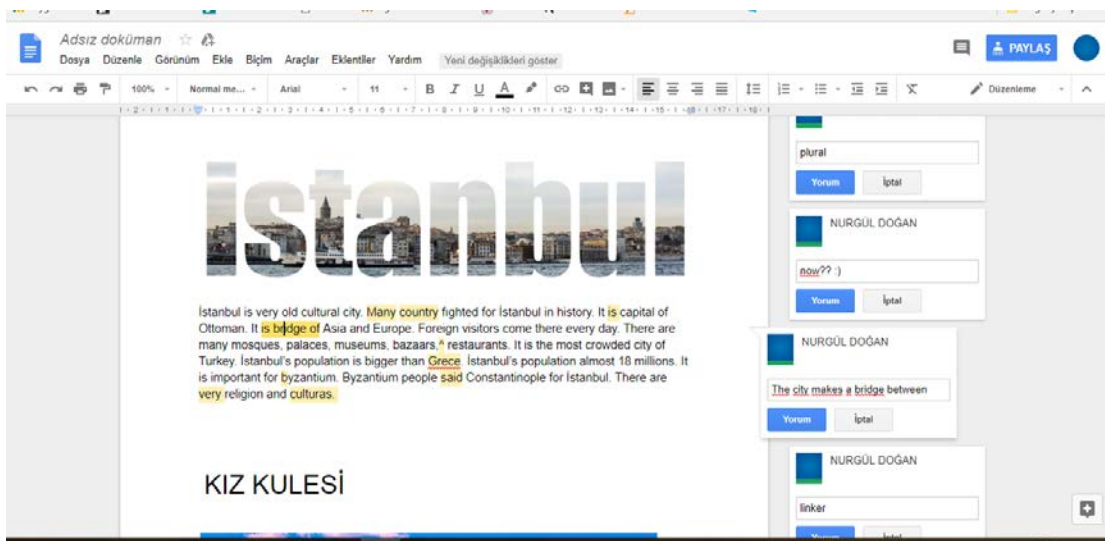 Adsız doküman
PAYLAŞ
Dosya Düzenle Görünüm Ekle Biçim Araçlar Eklentiler Yardım Yeni değişiklikleri göster
100% Normal me... Arial 11 B I U A Düzenleme
istanbul
İstanbul is very old cultural city. Many country fighted for İstanbul in history. It is capital of
Ottoman. It is bridge of Asia and Europe. Foreign visitors come there every day. There are
many mosques, palaces, museums, bazaars,^ restaurants. It is the most crowded city of
Turkey. İstanbul's population is bigger than Grece. İstanbul's population almost 18 millions. It
is important for byzantium. Byzantium people said Constantinople for İstanbul. There are
very religion and culturas.
KIZ KULESİ
plural
Yorum İptal
NURGÜL DOĞAN
now?? :)
Yorum İptal
NURGÜL DOĞAN
The city makes a bridge between
Yorum İptal
NURGÜL DOĞAN
linker
Yorum İptal